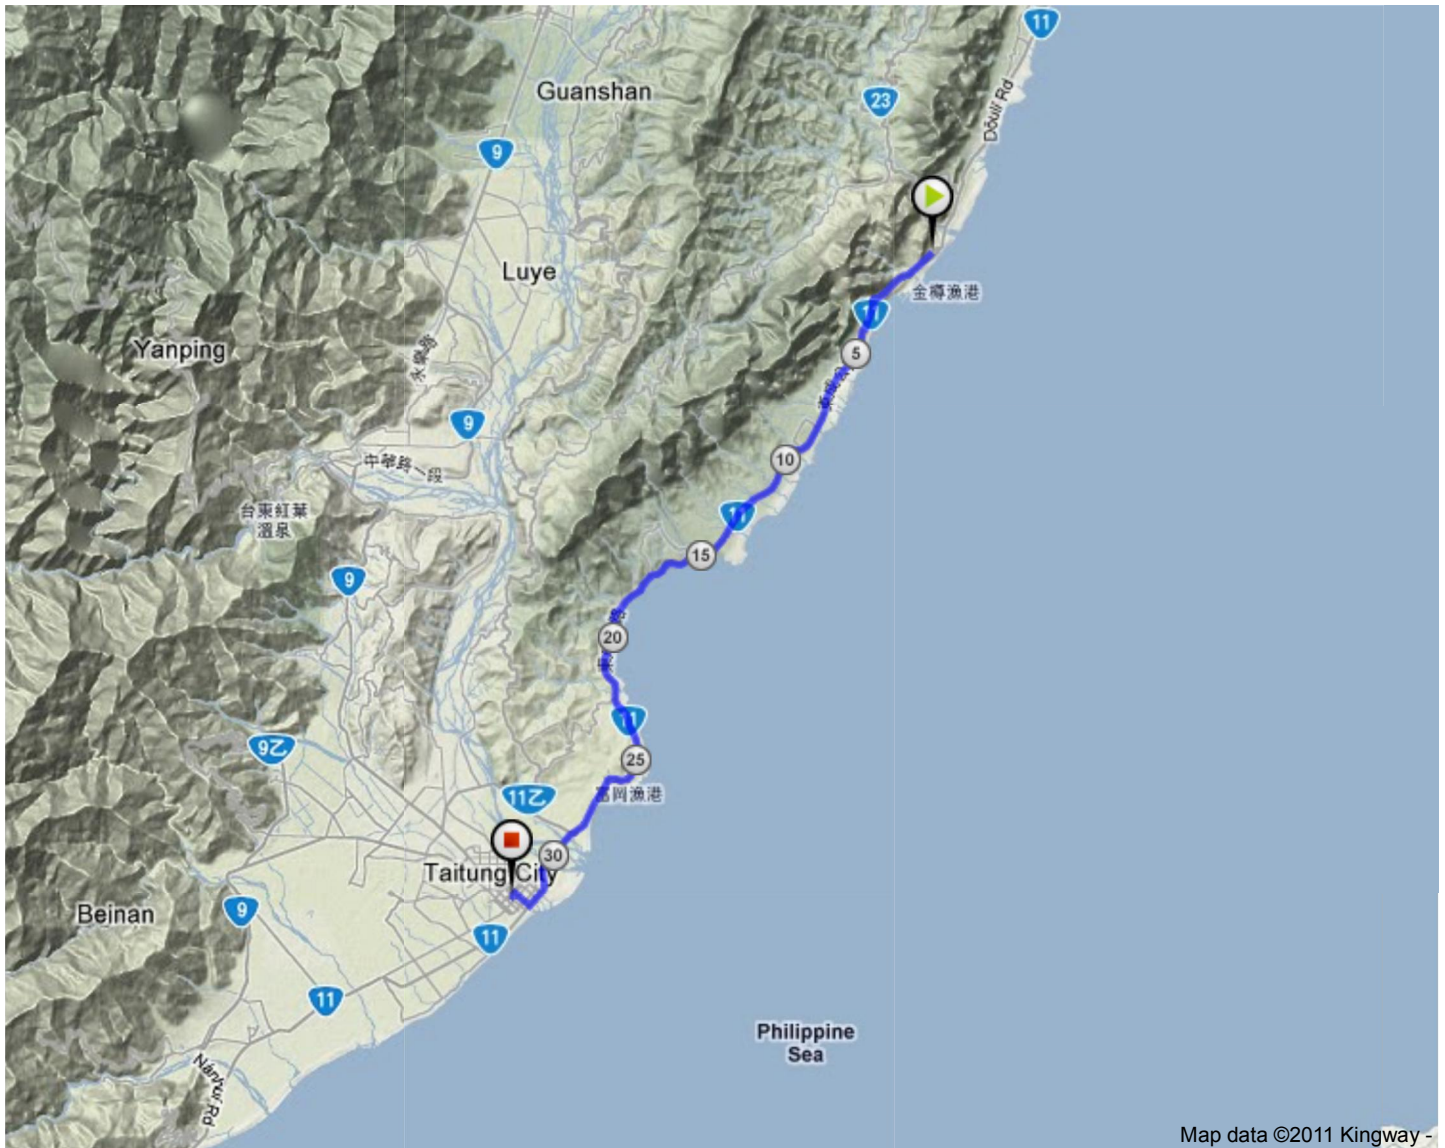 11
Guanshan
23
Dōulì Rd
9
Luye
金樽漁港
11
Yanping
永樂路
5
9
10
中華路一段
台東紅葉
溫泉
11
15
9
20
11
9乙
25
11乙
富岡漁港
30
Taitung City
Beinan
9
11
11
Philippine
Sea
Nánhuí Rd
Map data ©2011 Kingway -